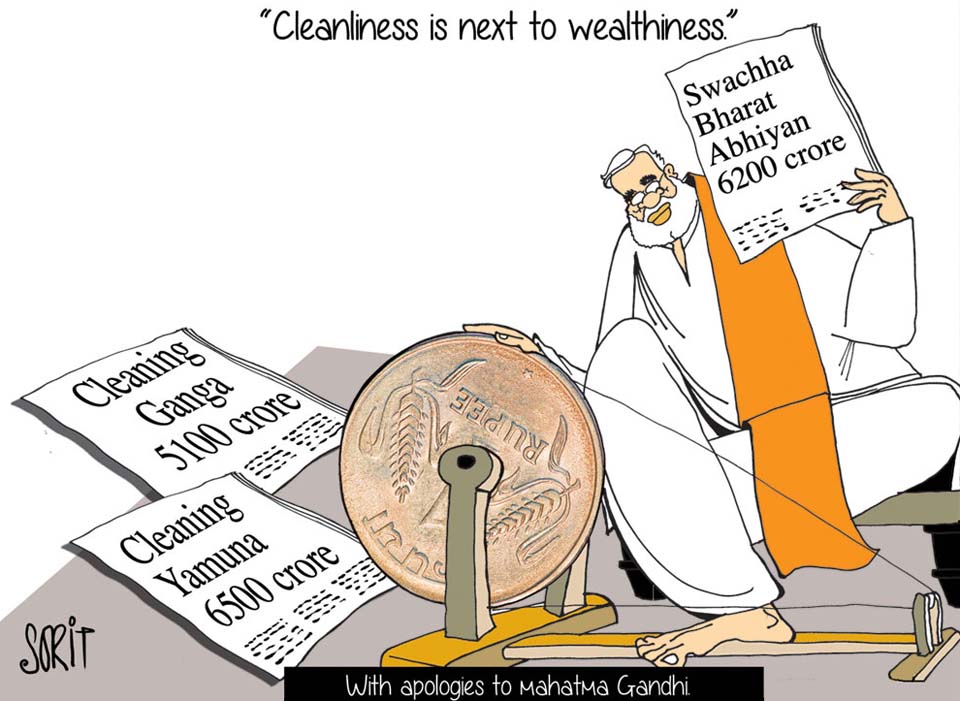 "Cleanliness is next to wealthiness."
Swachha
Bharat
Abhiyan
6200 crore
Cleaning
Ganga
5100 crore
Cleaning
Yamuna
6500 crore
RUPEE
SORIT
With apologies to Mahatma Gandhi.